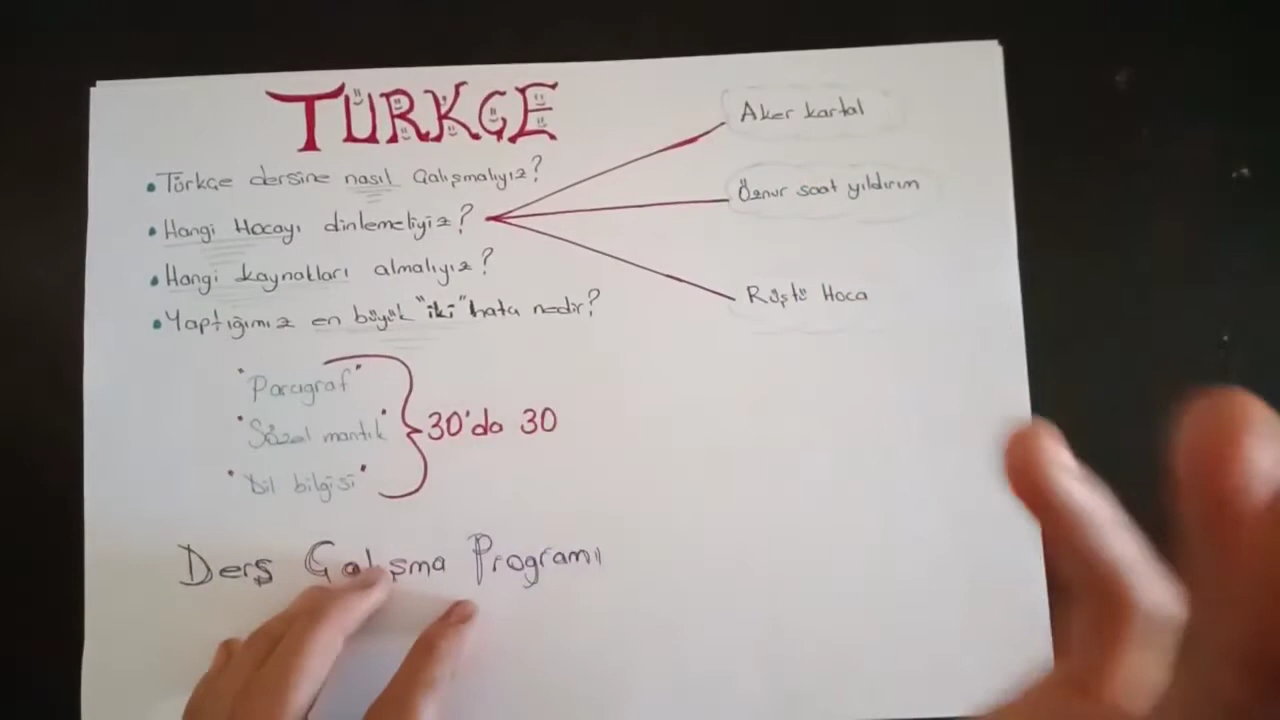 TÜRKÇE
• Türkçe dersine nasıl çalışmalıyız?
• Hangi Hocayı dinlemeliyiz?
• Hangi kaynakları almalıyız?
• Yaptığımız en büyük "iki" hata nedir?
Aker kartal
Öznur saat yıldırım
Rüştü Hoca
"Paragraf"
"Sözel mantık"
"Dil bilgisi"
30'da 30
Ders Çalışma Programı